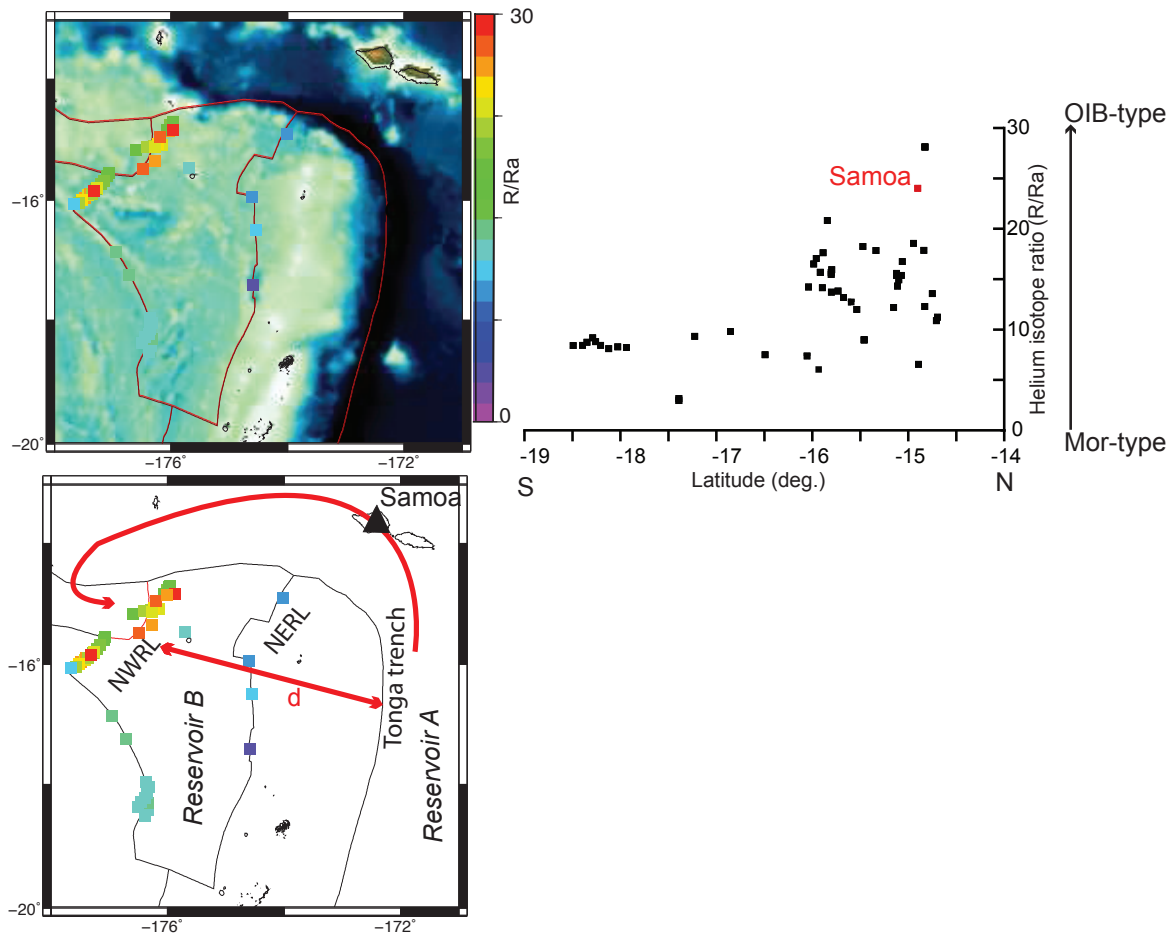 30
R/Ra
0
−16°
−20°
−176°
−172°
OIB-type
30
Samoa
20
10
0
Helium isotope ratio (R/Ra)
Mor-type
-19
-18
-17
-16
-15
-14
S
Latitude (deg.)
N
Samoa
NWRL
NERL
d
Reservoir B
Tonga trench
Reservoir A
−16°
−20°
−176°
−172°